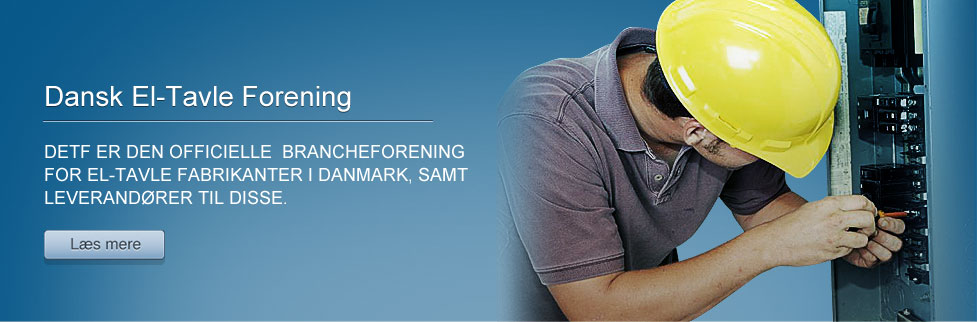 Dansk El-Tavle Forening
DETF ER DEN OFFICIELLE BRANCHEFORENING
FOR EL-TAVLE FABRIKANTER I DANMARK, SAMT
LEVERANDØRER TIL DISSE.
Læs mere